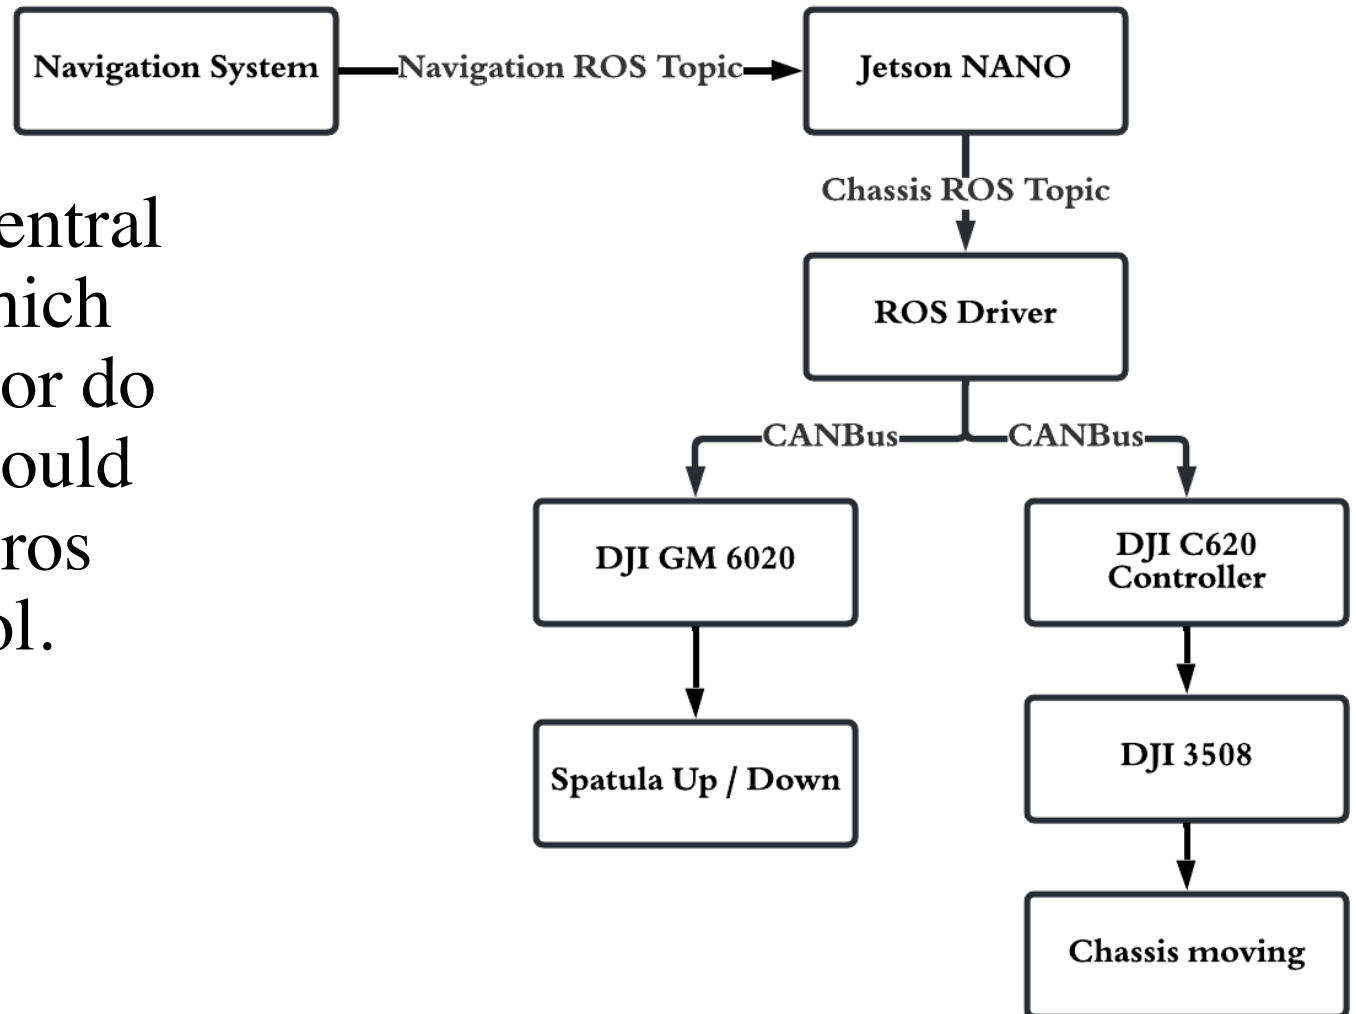 Navigation System
Navigation ROS Topic
Jetson NANO
Chassis ROS Topic
ROS Driver
CANBus
CANBus
DJI GM 6020
DJI C620
Controller
Spatula Up / Down
DJI 3508
Chassis moving
entral
hich
or do
ould
ros
ol.